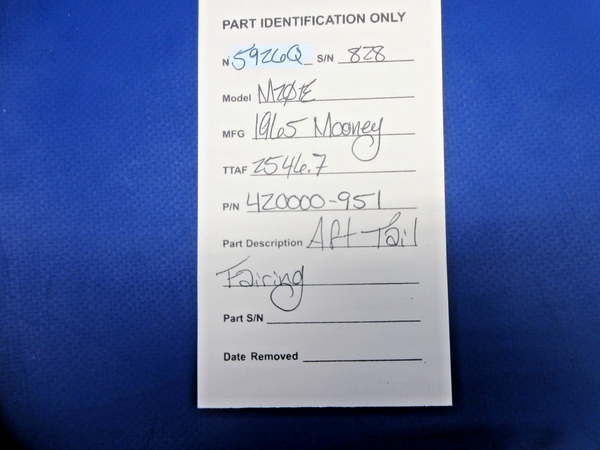 PART IDENTIFICATION ONLY
N 5926Q S/N 828
Model M20E
MFG 1965 Mooney
TTAF 2546.7
P/N 420000-951
Part Description Aft Tail
Fairing
Part S/N
Date Removed